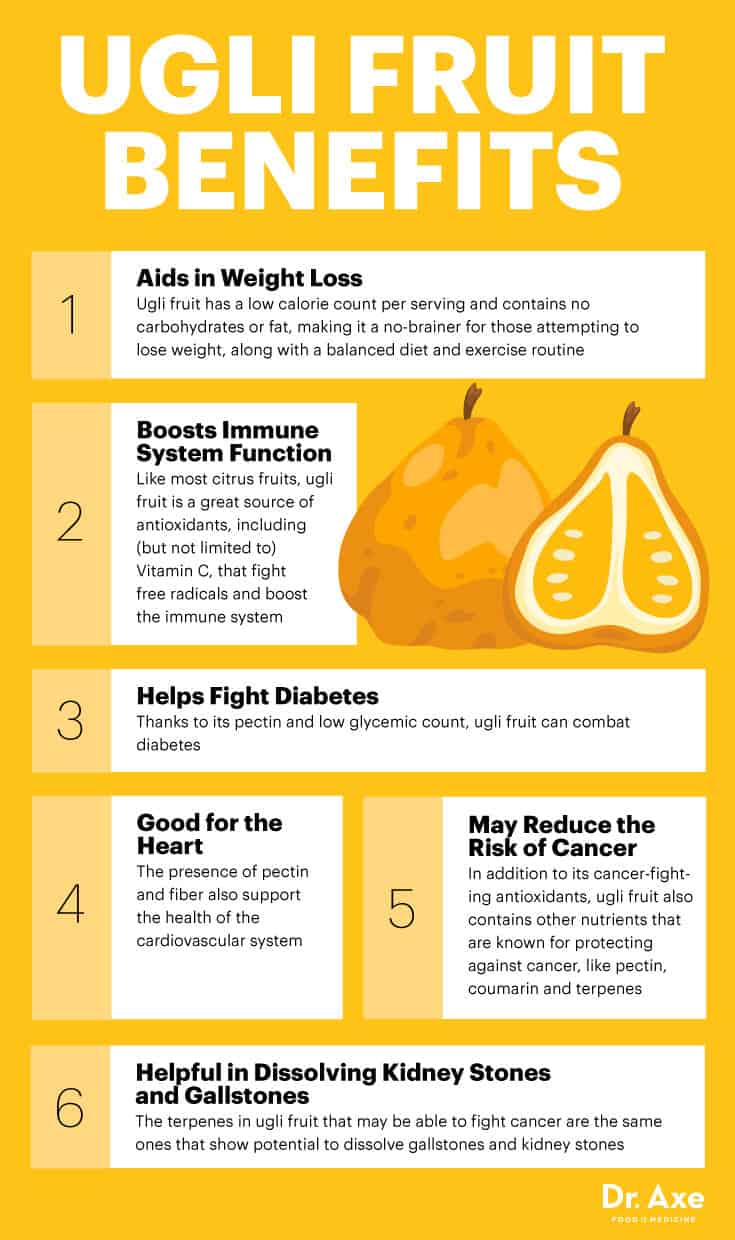 UGLI FRUIT
BENEFITS
1
Aids in Weight Loss
Ugli fruit has a low calorie count per serving and contains no
carbohydrates or fat, making it a no-brainer for those attempting to
lose weight, along with a balanced diet and exercise routine
2
Boosts Immune
System Function
Like most citrus fruits, ugli
fruit is a great source of
antioxidants, including
(but not limited to)
Vitamin C, that fight
free radicals and boost
the immune system
3
Helps Fight Diabetes
Thanks to its pectin and low glycemic count, ugli fruit can combat
diabetes
4
Good for the
Heart
The presence of pectin
and fiber also support
the health of the
cardiovascular system
5
May Reduce the
Risk of Cancer
In addition to its cancer-fight-
ing antioxidants, ugli fruit also
contains other nutrients that
are known for protecting
against cancer, like pectin,
coumarin and terpenes
6
Helpful in Dissolving Kidney Stones
and Gallstones
The terpenes in ugli fruit that may be able to fight cancer are the same
ones that show potential to dissolve gallstones and kidney stones
Dr. Axe
FOOD IS MEDICINE